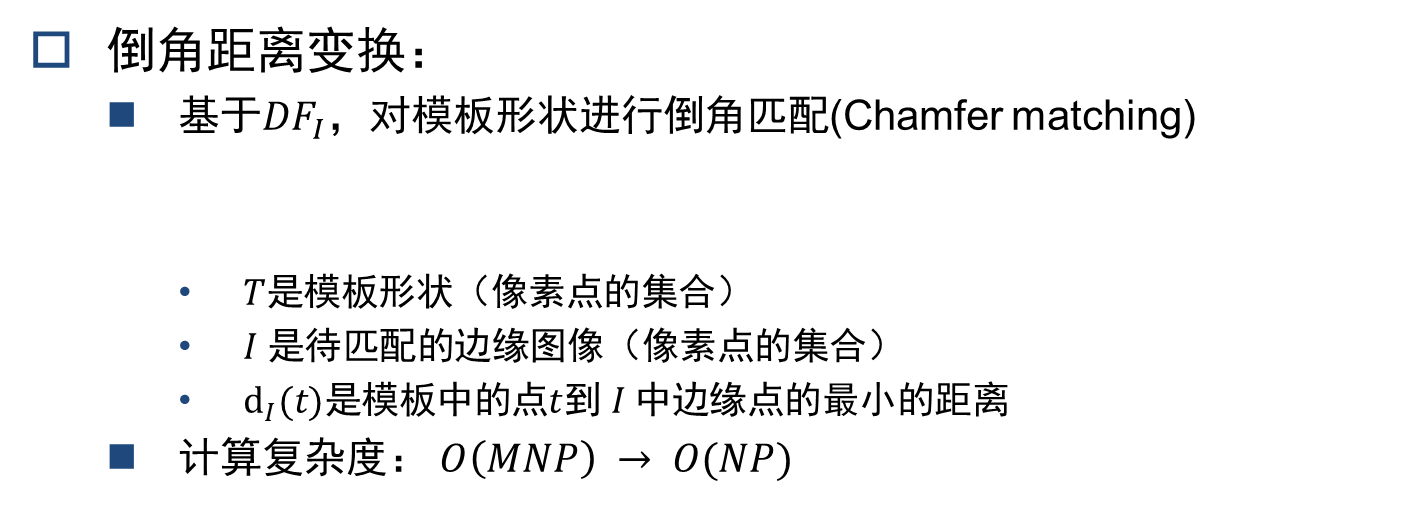 倒角距离变换：
基于DF_I，对模板形状进行倒角匹配(Chamfer matching)
• T是模板形状（像素点的集合）
• I 是待匹配的边缘图像（像素点的集合）
• d_I(t)是模板中的点t到 I 中边缘点的最小的距离
计算复杂度： O(MNP) → O(NP)